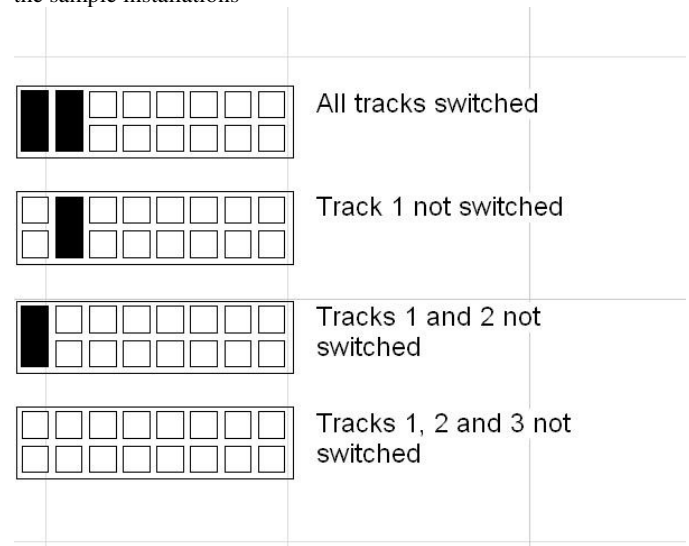 the sample installations
All tracks switched
Track 1 not switched
Tracks 1 and 2 not
switched
Tracks 1, 2 and 3 not
switched